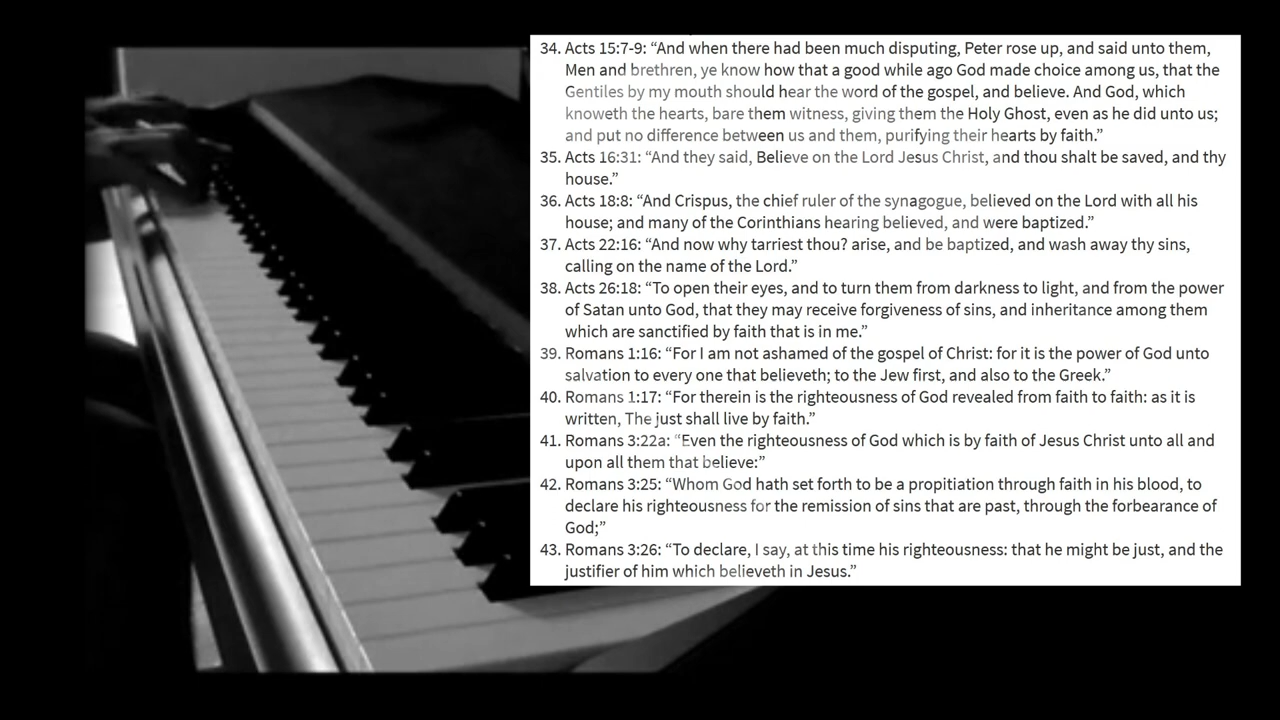 34. Acts 15:7-9: “And when there had been much disputing, Peter rose up, and said unto them,
Men and brethren, ye know how that a good while ago God made choice among us, that the
Gentiles by my mouth should hear the word of the gospel, and believe. And God, which
knoweth the hearts, bare them witness, giving them the Holy Ghost, even as he did unto us;
and put no difference between us and them, purifying their hearts by faith.”
35. Acts 16:31: “And they said, Believe on the Lord Jesus Christ, and thou shalt be saved, and thy
house.”
36. Acts 18:8: “And Crispus, the chief ruler of the synagogue, believed on the Lord with all his
house; and many of the Corinthians hearing believed, and were baptized.”
37. Acts 22:16: “And now why tarriest thou? arise, and be baptized, and wash away thy sins,
calling on the name of the Lord.”
38. Acts 26:18: “To open their eyes, and to turn them from darkness to light, and from the power
of Satan unto God, that they may receive forgiveness of sins, and inheritance among them
which are sanctified by faith that is in me.”
39. Romans 1:16: “For I am not ashamed of the gospel of Christ: for it is the power of God unto
salvation to every one that believeth; to the Jew first, and also to the Greek.”
40. Romans 1:17: “For therein is the righteousness of God revealed from faith to faith: as it is
written, The just shall live by faith.”
41. Romans 3:22a: “Even the righteousness of God which is by faith of Jesus Christ unto all and
upon all them that believe:”
42. Romans 3:25: “Whom God hath set forth to be a propitiation through faith in his blood, to
declare his righteousness for the remission of sins that are past, through the forbearance of
God;”
43. Romans 3:26: “To declare, I say, at this time his righteousness: that he might be just, and the
justifier of him which believeth in Jesus.”